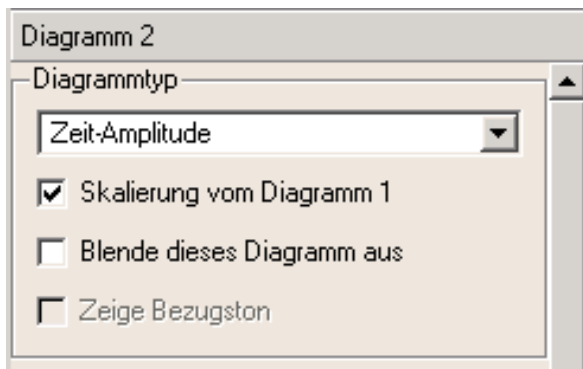 Diagramm 2
Diagrammtyp
Zeit-Amplitude
Skalierung vom Diagramm 1
Blende dieses Diagramm aus
Zeige Bezugston